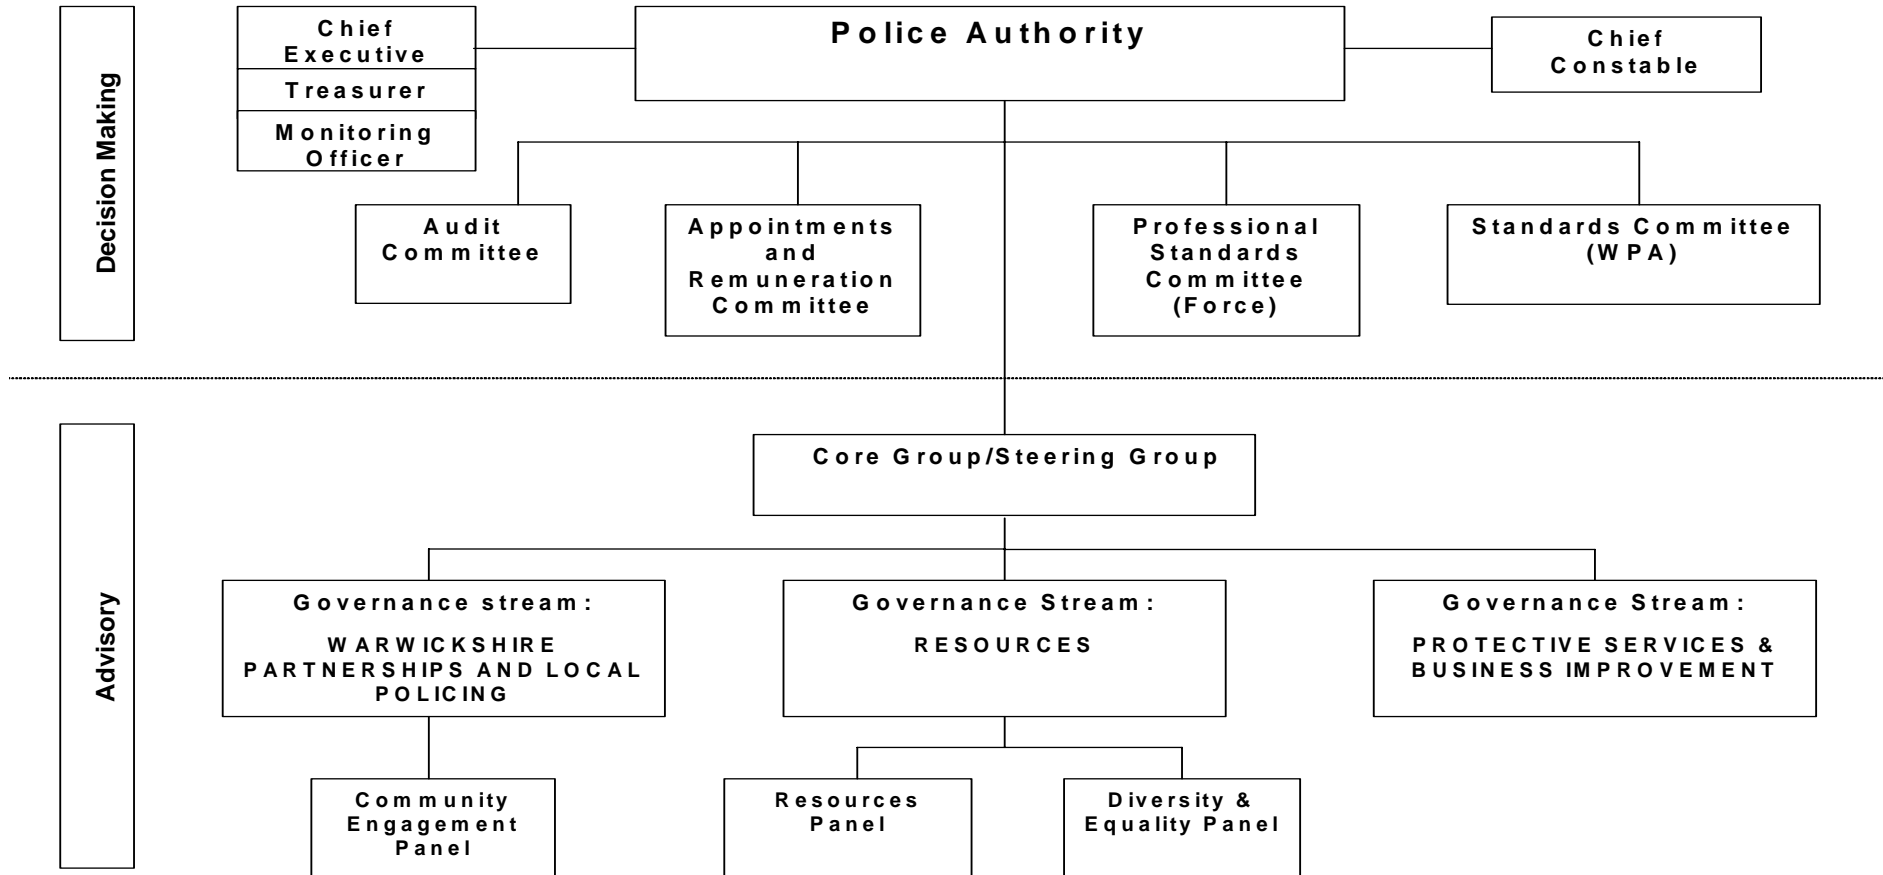 Decision Making
Chief
Executive
Treasurer
Monitoring
Officer
Police Authority
Chief
Constable
Audit
Committee
Appointments
and
Remuneration
Committee
Professional
Standards
Committee
(Force)
Standards Committee
(WPA)
Advisory
Core Group/Steering Group
Governance stream:
WARWICKSHIRE
PARTNERSHIPS AND LOCAL
POLICING
Governance Stream:
RESOURCES
Governance Stream:
PROTECTIVE SERVICES &
BUSINESS IMPROVEMENT
Community
Engagement
Panel
Resources
Panel
Diversity &
Equality Panel